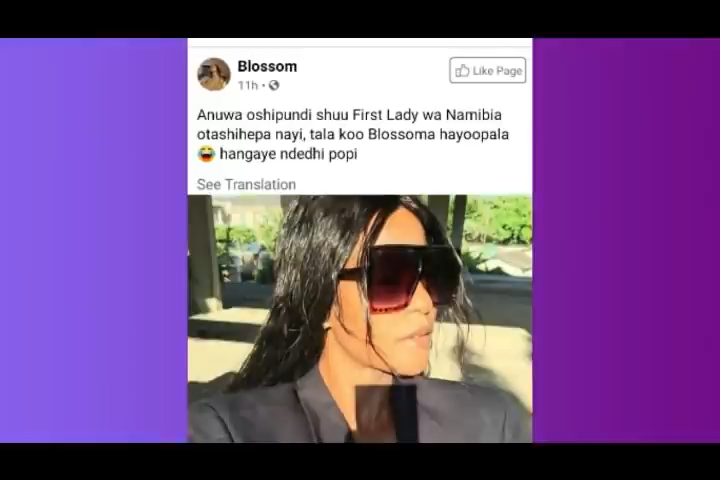 Blossom
11h
Like Page
Anuwa oshipundi shuu First Lady wa Namibia
otashihepa nayi, tala koo Blossoma hayoopala
😂 hangaye ndedhi popi
See Translation